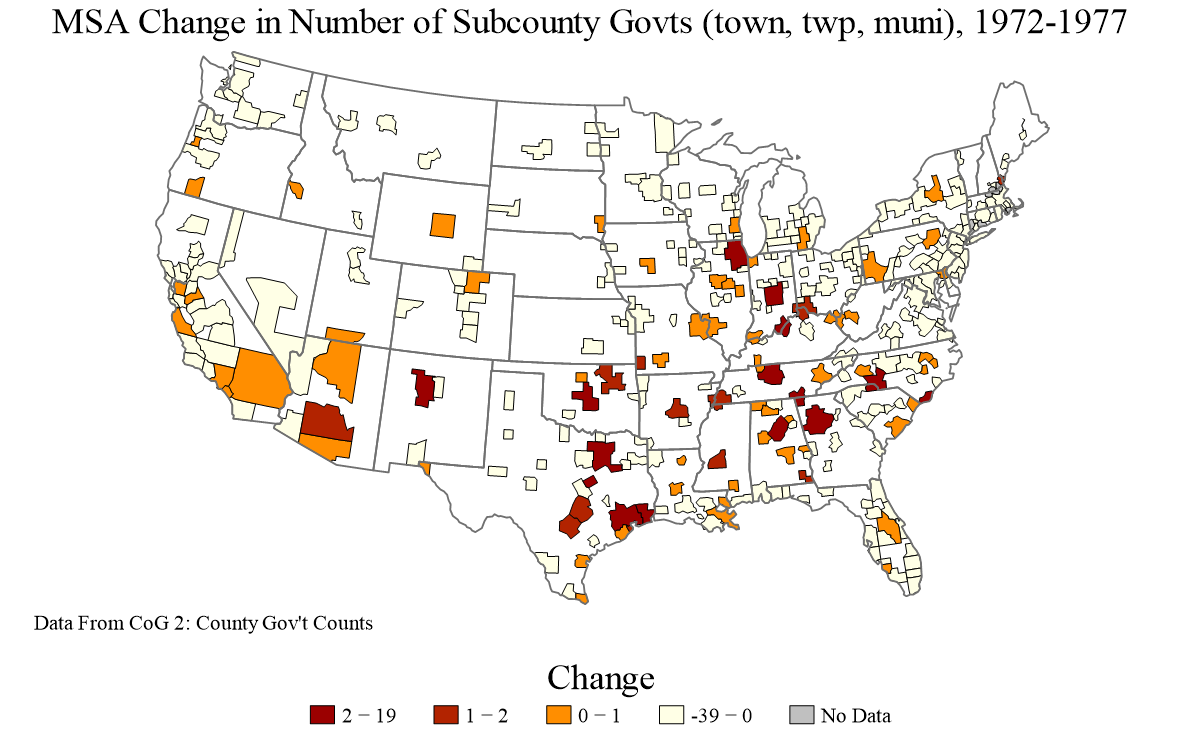 MSA Change in Number of Subcounty Govts (town, twp, muni), 1972-1977
Data From CoG 2: County Gov't Counts
Change
2 − 19 1 − 2 0 − 1 -39 − 0 No Data